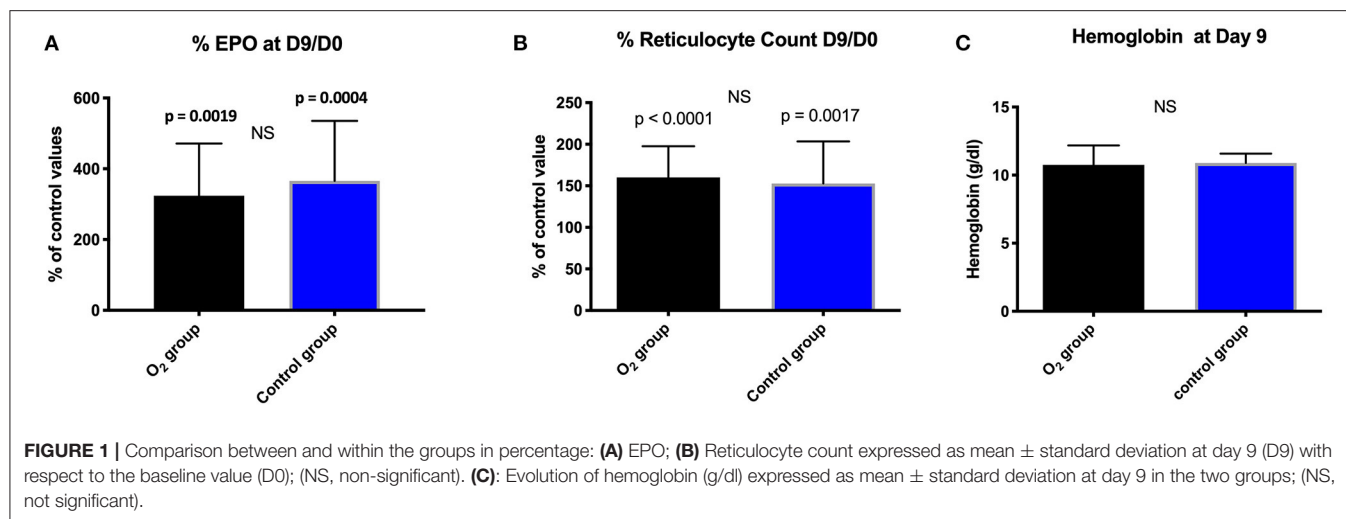 A
% EPO at D9/D0
% of control values
600
400
200
0
p = 0.0019
NS
p = 0.0004
O₂ group
Control group
B
% Reticulocyte Count D9/D0
% of control value
250
200
150
100
50
0
p < 0.0001
NS
p = 0.0017
O₂ group
Control group
C
Hemoglobin at Day 9
Hemoglobin (g/dl)
15
10
5
0
NS
O₂ group
control group
FIGURE 1 | Comparison between and within the groups in percentage: (A) EPO; (B) Reticulocyte count expressed as mean ± standard deviation at day 9 (D9) with
respect to the baseline value (D0); (NS, non-significant). (C): Evolution of hemoglobin (g/dl) expressed as mean ± standard deviation at day 9 in the two groups; (NS,
not significant).